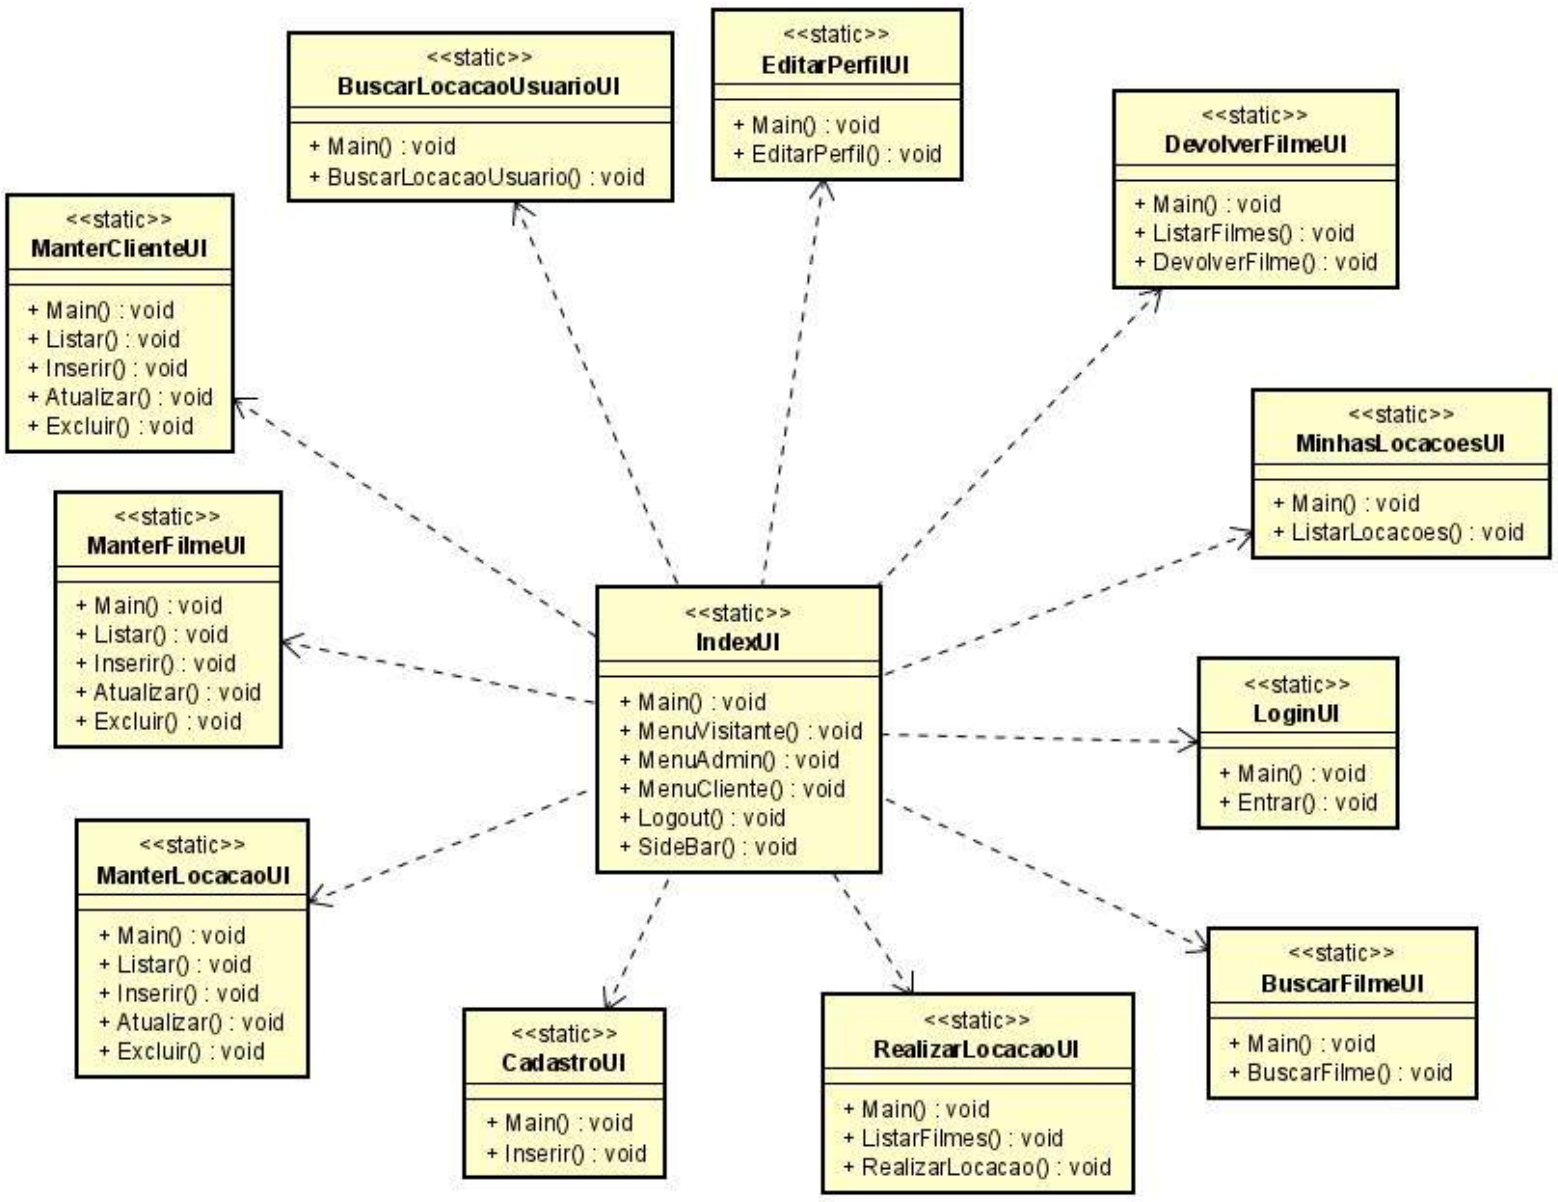 <<static>>
BuscarLocacaoUsuarioUI
+ Main() : void
+ BuscarLocacaoUsuario() : void
<<static>>
EditarPerfilUI
+ Main() : void
+ EditarPerfil() : void
<<static>>
DevolverFilmeUI
+ Main() : void
+ ListarFilmes() : void
+ DevolverFilme() : void
<<static>>
ManterClienteUI
+ Main() : void
+ Listar() : void
+ Inserir() : void
+ Atualizar() : void
+ Excluir() : void
<<static>>
MinhasLocacoesUI
+ Main() : void
+ ListarLocacoes() : void
<<static>>
ManterFilmeUI
+ Main() : void
+ Listar() : void
+ Inserir() : void
+ Atualizar() : void
+ Excluir() : void
<<static>>
IndexUI
+ Main() : void
+ MenuVisitante() : void
+ MenuAdmin() : void
+ MenuCliente() : void
+ Logout() : void
+ SideBar() : void
<<static>>
LoginUI
+ Main() : void
+ Entrar() : void
<<static>>
ManterLocacaoUI
+ Main() : void
+ Listar() : void
+ Inserir() : void
+ Atualizar() : void
+ Excluir() : void
<<static>>
CadastroUI
+ Main() : void
+ Inserir() : void
<<static>>
RealizarLocacaoUI
+ Main() : void
+ ListarFilmes() : void
+ RealizarLocacao() : void
<<static>>
BuscarFilmeUI
+ Main() : void
+ BuscarFilme() : void